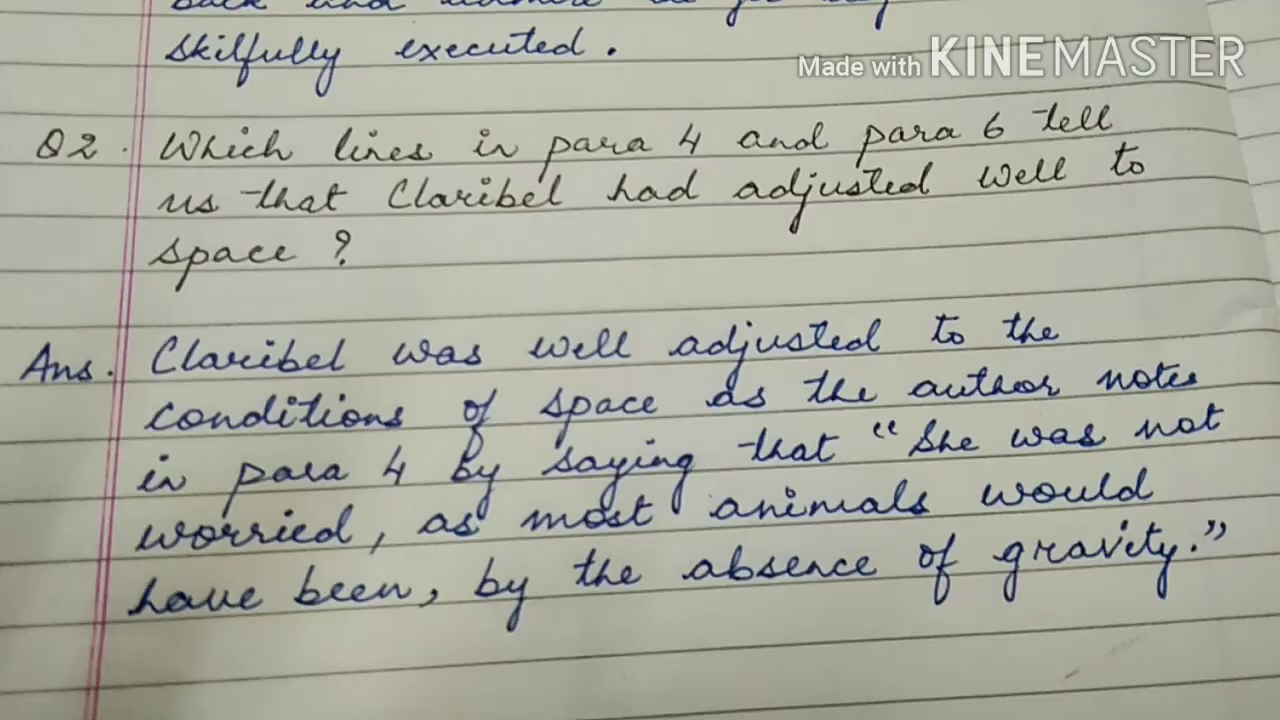 back and
skilfully executed.
Made with KINEMASTER
Q2. Which lines in para 4 and para 6 tell
us that Claribel had adjusted well to
space?
Ans. Claribel was well adjusted to the
conditions of space as the author notes
in para 4 by saying that "She was not
worried, as most animals would
have been, by the absence of gravity."